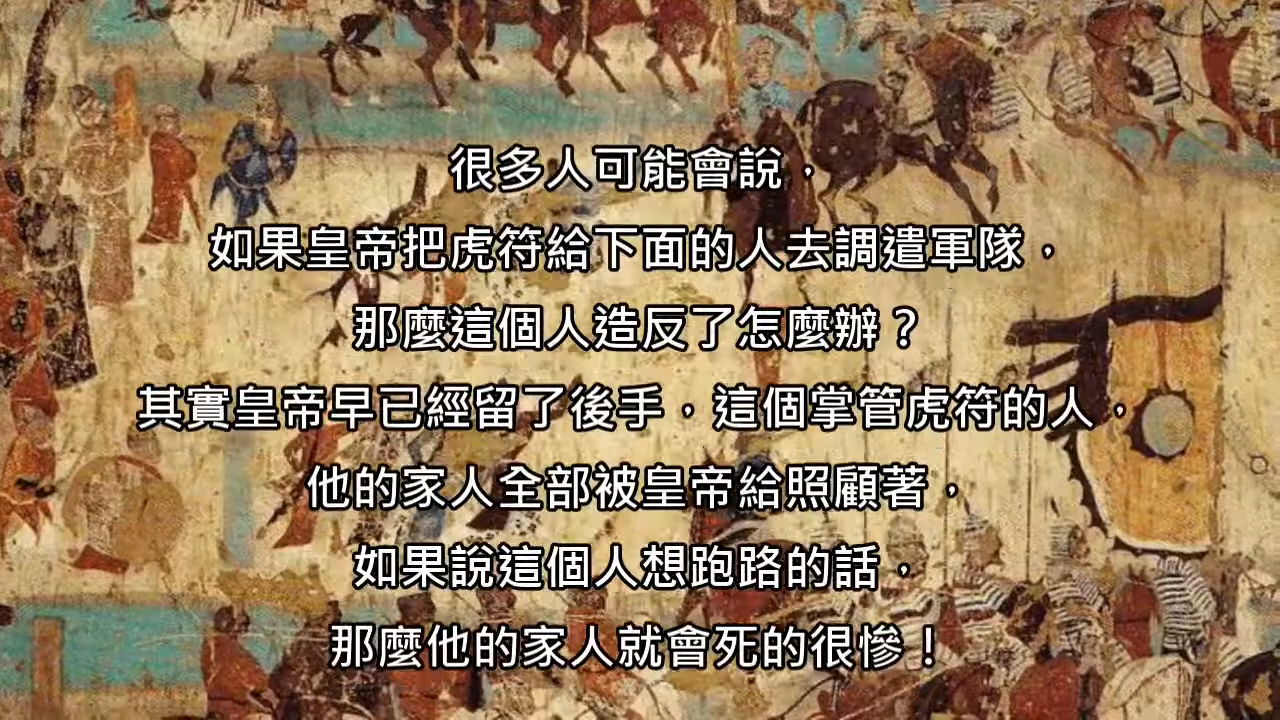 很多人可能會說，
如果皇帝把虎符給下面的人去調遣軍隊，
那麼這個人造反了怎麼辦？
其實皇帝早已經留了後手，這個掌管虎符的人，
他的家人全部被皇帝給照顧著，
如果說這個人想跑路的話，
那麼他的家人就會死的很慘！